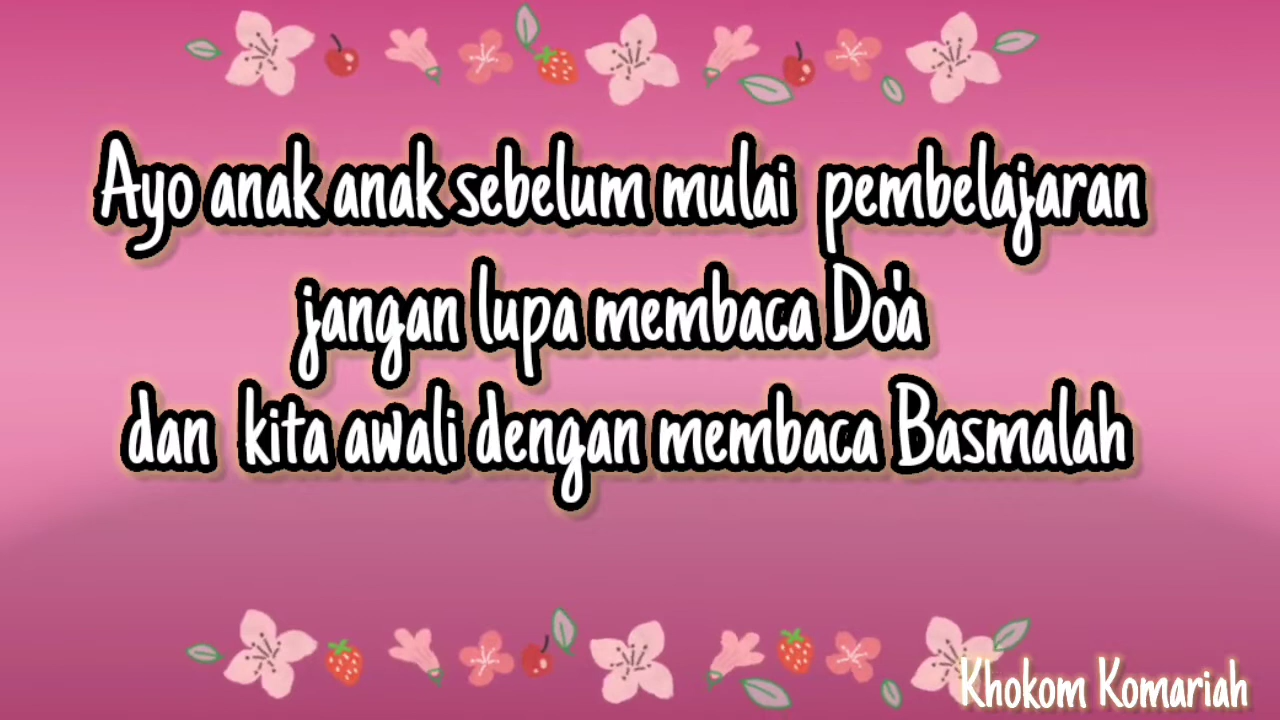 Ayo anak anak sebelum mulai pembelajaran
jangan lupa membaca Do'a
dan kita awali dengan membaca Basmalah
Khokom Komariah